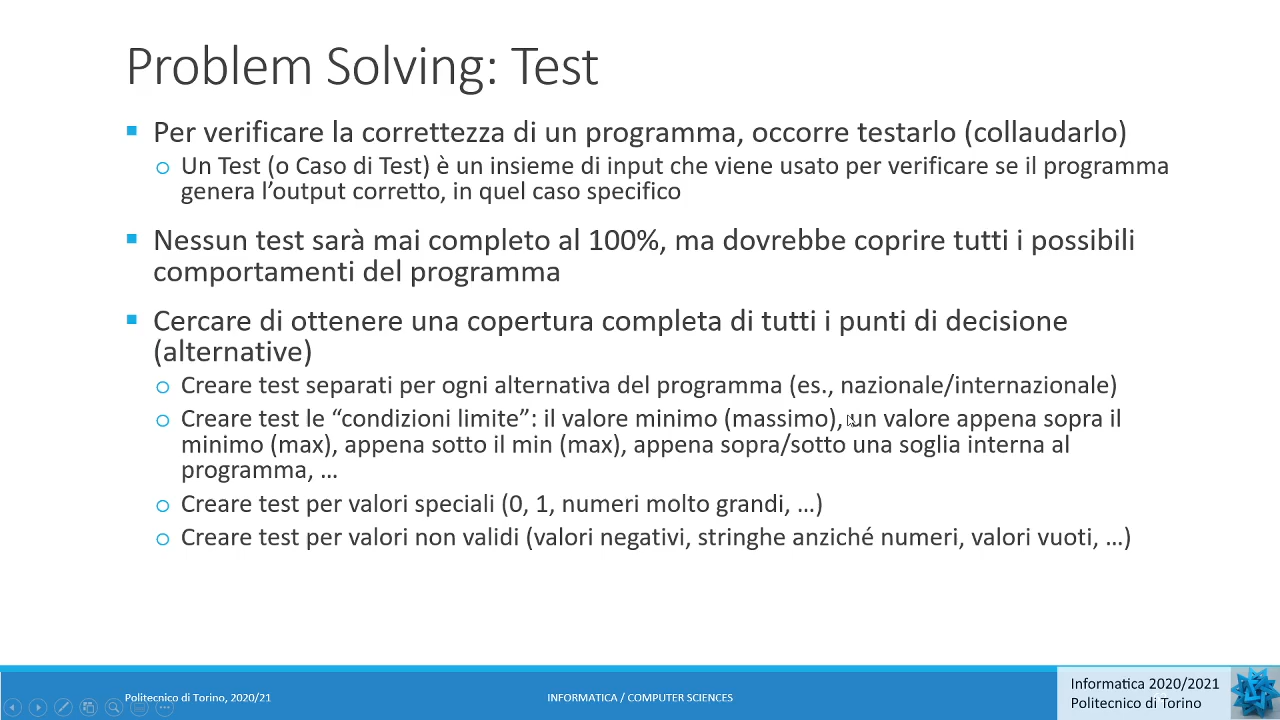 Problem Solving: Test
Per verificare la correttezza di un programma, occorre testarlo (collaudarlo)
Un Test (o Caso di Test) è un insieme di input che viene usato per verificare se il programma
genera l’output corretto, in quel caso specifico
Nessun test sarà mai completo al 100%, ma dovrebbe coprire tutti i possibili
comportamenti del programma
Cercare di ottenere una copertura completa di tutti i punti di decisione
(alternative)
Creare test separati per ogni alternativa del programma (es., nazionale/internazionale)
Creare test le “condizioni limite”: il valore minimo (massimo), un valore appena sopra il
minimo (max), appena sotto il min (max), appena sopra/sotto una soglia interna al
programma, …
Creare test per valori speciali (0, 1, numeri molto grandi, …)
Creare test per valori non validi (valori negativi, stringhe anziché numeri, valori vuoti, …)
Politecnico di Torino, 2020/21
INFORMATICA / COMPUTER SCIENCES
Informatica 2020/2021
Politecnico di Torino